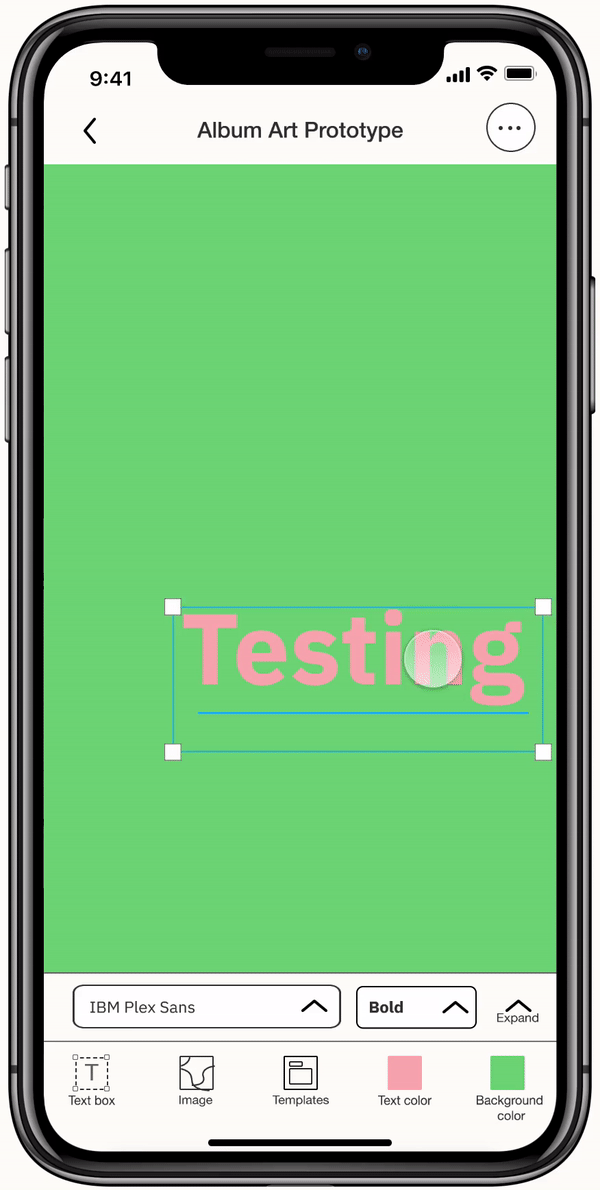 9:41
Album Art Prototype
Testing
IBM Plex Sans
Bold
Expand
T
Text box
Image
Templates
Text color
Background
color